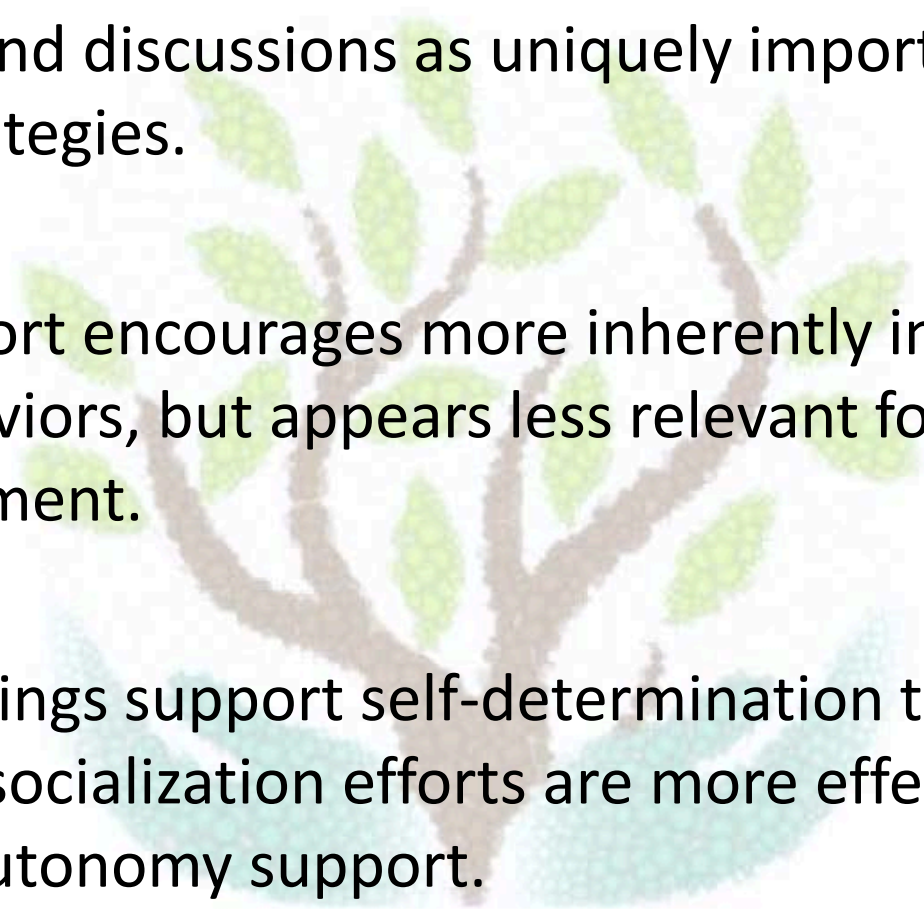 nd discussions as uniquely import
tegies.
ort encourages more inherently in
viors, but appears less relevant fo
ment.
ings support self-determination t
socialization efforts are more effe
utonomy support.